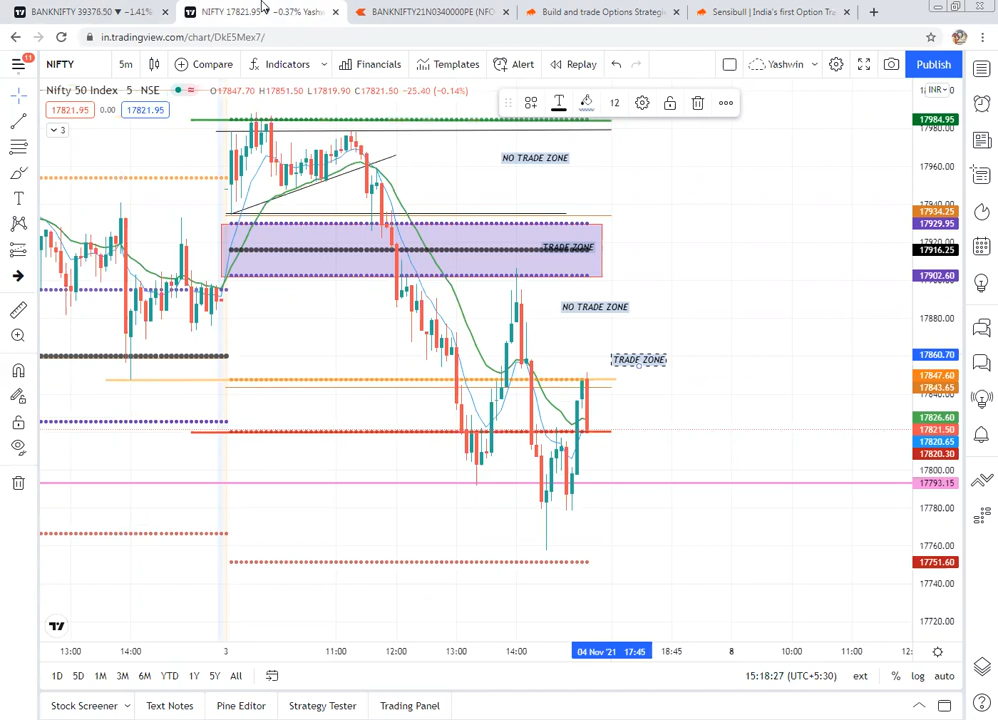 BANKNIFTY 39376.50 ▼ −1.41%
NIFTY 17821.95 −0.37% Yashw
BANKNIFTY21N0340000PE (NFO
Build and trade Options Strategi
Sensibull | India's first Option Tra
in.tradingview.com/chart/DkE5Mex7/
11
NIFTY
5m
Compare
Indicators
Financials
Templates
Alert
Replay
Yashwin
Publish
Nifty 50 Index 5 NSE
O17847.70 H17851.50 L17819.90 C17821.50 −25.40 (−0.14%)
17821.95
0.00
17821.95
3
12
INR
17984.95
17980.00
17960.00
17940.00
17934.25
17929.95
17916.25
17902.60
17880.00
17860.70
17847.60
17843.65
17840.00
17826.60
17821.50
17820.65
17820.30
17800.00
17793.15
17780.00
17760.00
17751.60
17740.00
17720.00
NO TRADE ZONE
TRADE ZONE
NO TRADE ZONE
TRADE ZONE
13:00
14:00
3
11:00
12:00
13:00
14:00
04 Nov '21 17:45
18:45
8
10:00
11:00
12:
1D
5D
1M
3M
6M
YTD
1Y
5Y
All
15:18:27 (UTC+5:30)
ext
%
log
auto
Stock Screener
Text Notes
Pine Editor
Strategy Tester
Trading Panel